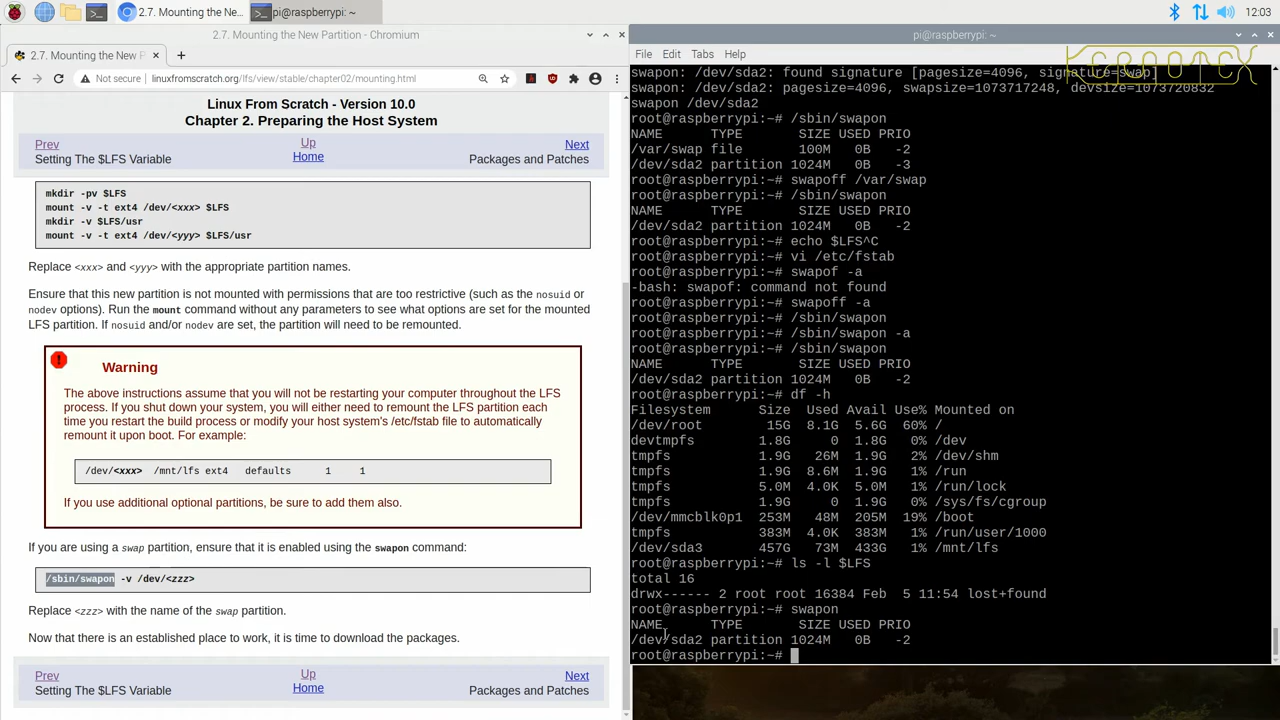 2.7. Mounting the Ne...
pi@raspberrypi: ~
12:03
2.7. Mounting the New Partition - Chromium
2.7. Mounting the New P
Not secure | linuxfromscratch.org/lfs/view/stable/chapter02/mounting.html
Linux From Scratch - Version 10.0
Chapter 2. Preparing the Host System
Prev Up Next
Setting The $LFS Variable Home Packages and Patches
mkdir -pv $LFS
mount -v -t ext4 /dev/<xxx> $LFS
mkdir -v $LFS/usr
mount -v -t ext4 /dev/<yyy> $LFS/usr
Replace <xxx> and <yyy> with the appropriate partition names.
Ensure that this new partition is not mounted with permissions that are too restrictive (such as the nosuid or
nodev options). Run the mount command without any parameters to see what options are set for the mounted
LFS partition. If nosuid and/or nodev are set, the partition will need to be remounted.
Warning
The above instructions assume that you will not be restarting your computer throughout the LFS
process. If you shut down your system, you will either need to remount the LFS partition each
time you restart the build process or modify your host system's /etc/fstab file to automatically
remount it upon boot. For example:
/dev/<xxx> /mnt/lfs ext4 defaults 1 1
If you use additional optional partitions, be sure to add them also.
If you are using a swap partition, ensure that it is enabled using the swapon command:
/sbin/swapon -v /dev/<zzz>
Replace <zzz> with the name of the swap partition.
Now that there is an established place to work, it is time to download the packages.
Prev Up Next
Setting The $LFS Variable Home Packages and Patches
pi@raspberrypi: ~
File Edit Tabs Help
swapon: /dev/sda2: found signature [pagesize=4096, signature=swap]
swapon: /dev/sda2: pagesize=4096, swapsize=1073717248, devsize=1073720832
swapon /dev/sda2
root@raspberrypi:~# /sbin/swapon
NAME TYPE SIZE USED PRIO
/var/swap file 100M 0B -2
/dev/sda2 partition 1024M 0B -3
root@raspberrypi:~# swapoff /var/swap
root@raspberrypi:~# /sbin/swapon
NAME TYPE SIZE USED PRIO
/dev/sda2 partition 1024M 0B -2
root@raspberrypi:~# echo $LFS^C
root@raspberrypi:~# vi /etc/fstab
root@raspberrypi:~# swapof -a
-bash: swapof: command not found
root@raspberrypi:~# swapoff -a
root@raspberrypi:~# /sbin/swapon
root@raspberrypi:~# /sbin/swapon -a
root@raspberrypi:~# /sbin/swapon
NAME TYPE SIZE USED PRIO
/dev/sda2 partition 1024M 0B -2
root@raspberrypi:~# df -h
Filesystem Size Used Avail Use% Mounted on
/dev/root 15G 8.1G 5.6G 60% /
devtmpfs 1.8G 0 1.8G 0% /dev
tmpfs 1.9G 26M 1.9G 2% /dev/shm
tmpfs 1.9G 8.6M 1.9G 1% /run
tmpfs 5.0M 4.0K 5.0M 1% /run/lock
tmpfs 1.9G 0 1.9G 0% /sys/fs/cgroup
/dev/mmcblk0p1 253M 48M 205M 19% /boot
tmpfs 383M 4.0K 383M 1% /run/user/1000
/dev/sda3 457G 73M 433G 1% /mnt/lfs
root@raspberrypi:~# ls -l $LFS
total 16
drwx------ 2 root root 16384 Feb 5 11:54 lost+found
root@raspberrypi:~# swapon
NAME TYPE SIZE USED PRIO
/dev/sda2 partition 1024M 0B -2
root@raspberrypi:~#